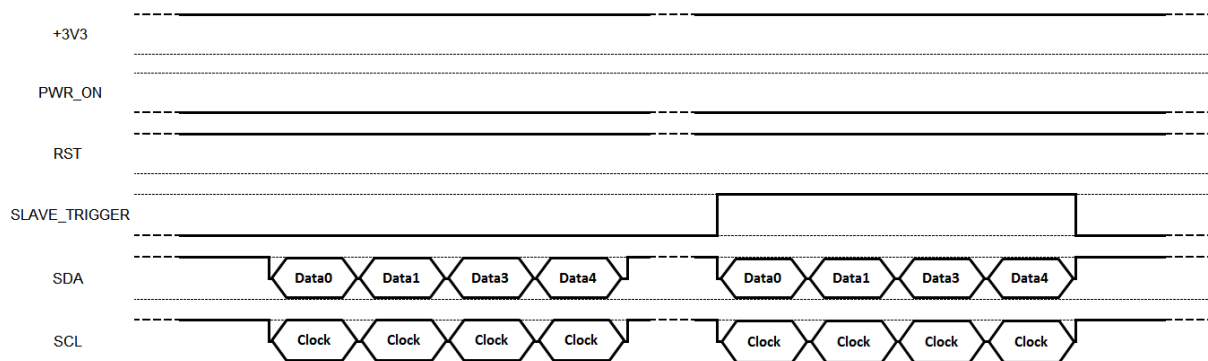 +3V3
PWR_ON
RST
SLAVE_TRIGGER
SDA Data0 Data1 Data3 Data4 Data0 Data1 Data3 Data4
SCL Clock Clock Clock Clock Clock Clock Clock Clock